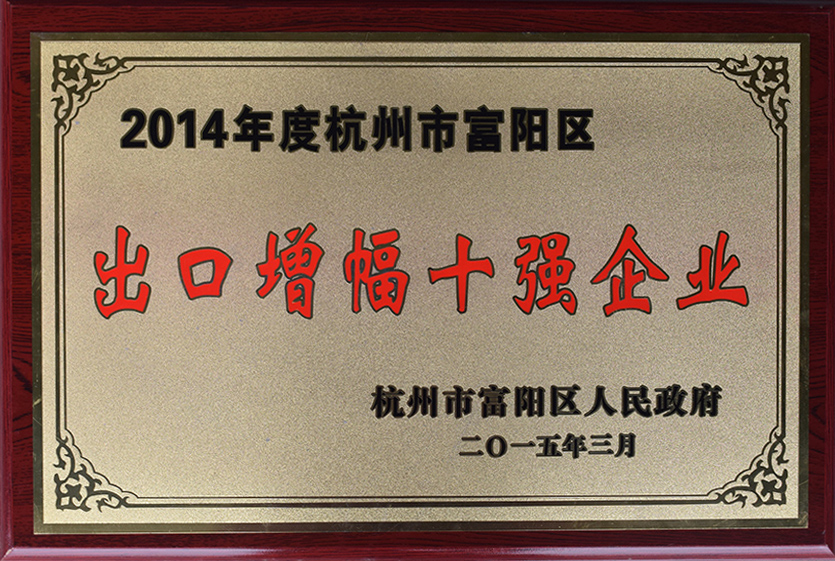 2014年度杭州市富阳区
出口增幅十强企业
杭州市富阳区人民政府
二〇一五年三月